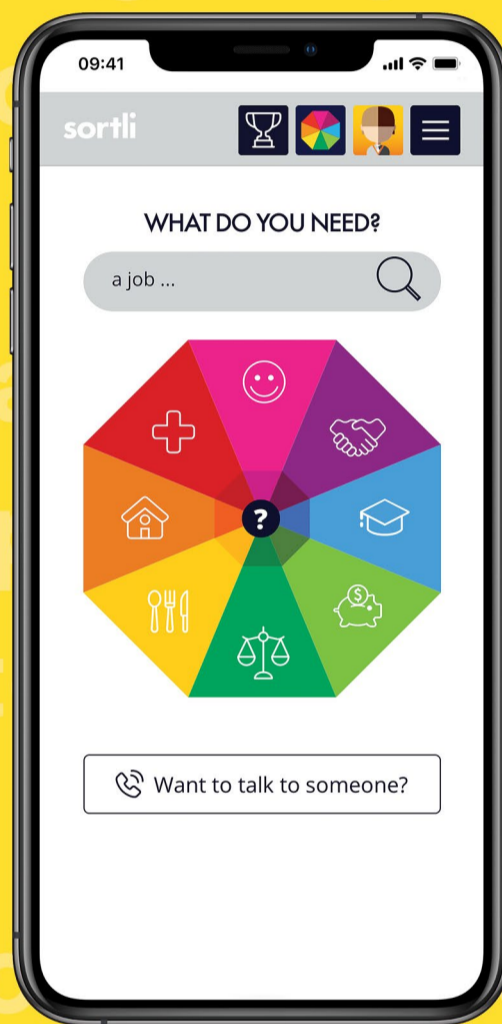 09:41
sortli
WHAT DO YOU NEED?
a job ...
?
$
Want to talk to someone?